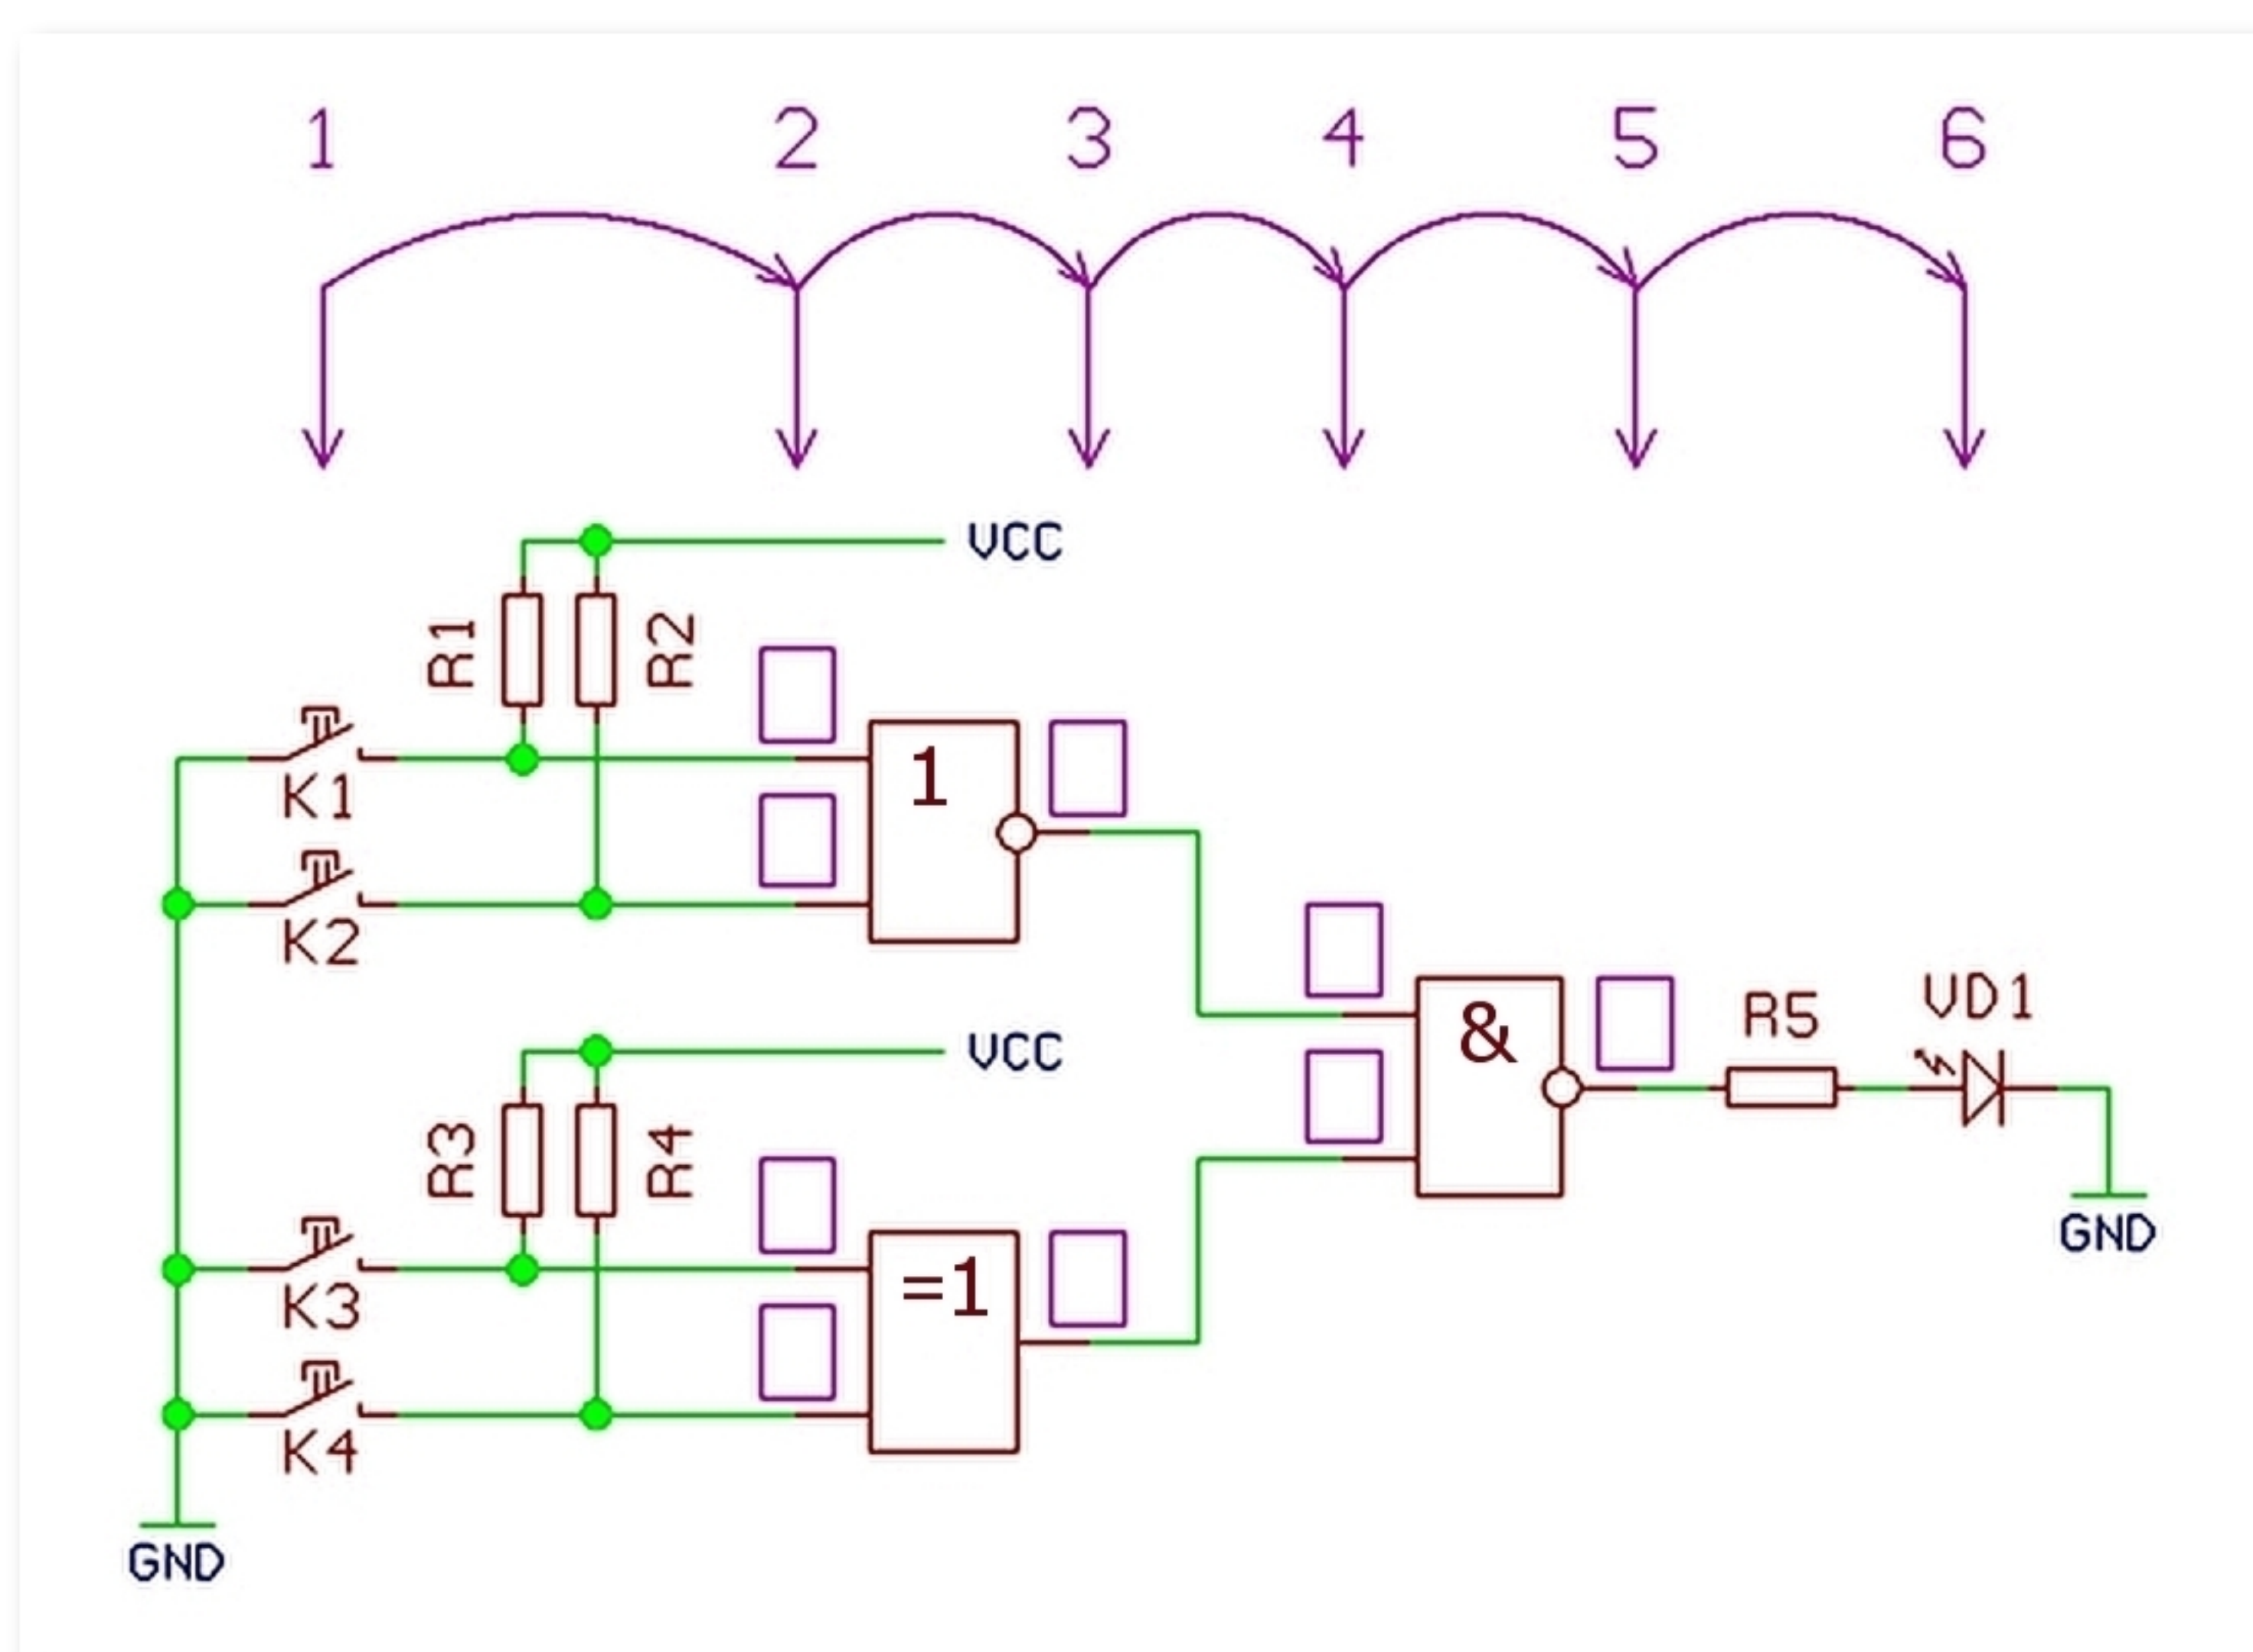 1 2 3 4 5 6
VCC
R1 R2
1
K1
K2
&
R5 VD1
VCC
R3 R4
GND
=1
K3
K4
GND